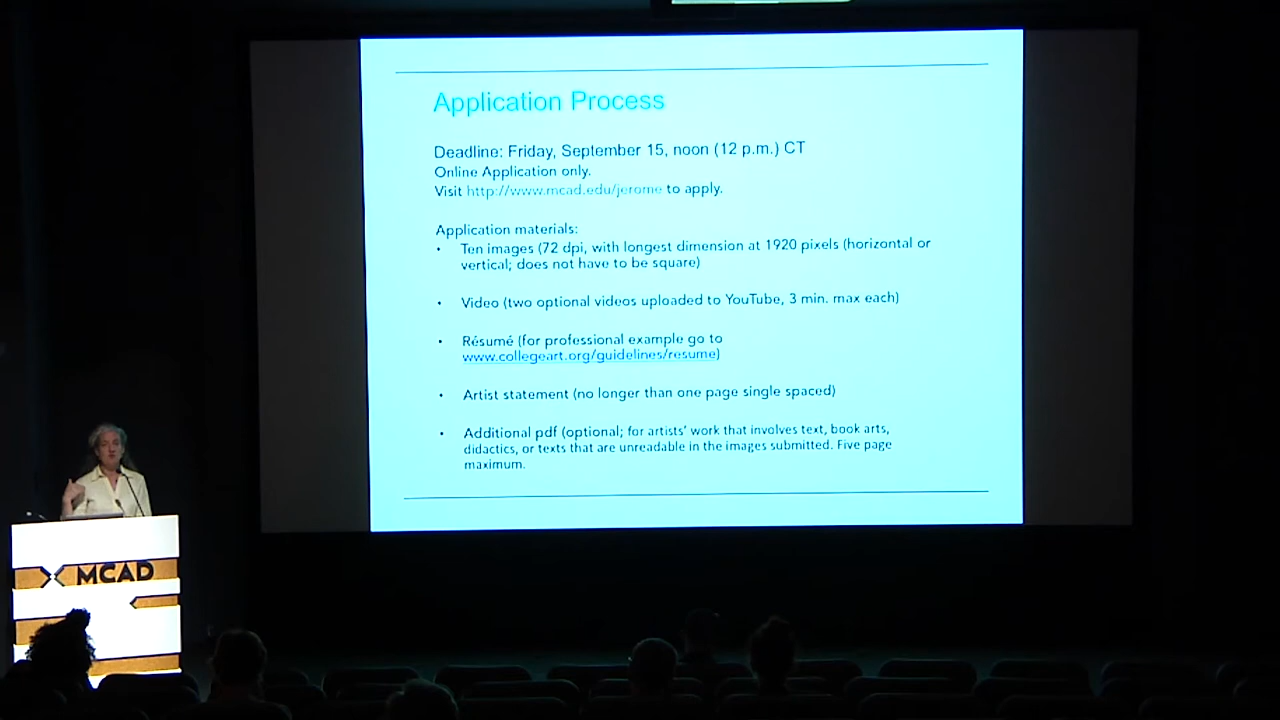 Application Process
Deadline: Friday, September 15, noon (12 p.m.) CT
Online Application only.
Visit http://www.mcad.edu/jerome to apply.
Application materials:
• Ten images (72 dpi, with longest dimension at 1920 pixels (horizontal or
vertical; does not have to be square)
• Video (two optional videos uploaded to YouTube, 3 min. max each)
• Résumé (for professional example go to
www.collegeart.org/guidelines/resume)
• Artist statement (no longer than one page single spaced)
• Additional pdf (optional; for artists' work that involves text, book arts,
didactics, or texts that are unreadable in the images submitted. Five page
maximum.
MCAD